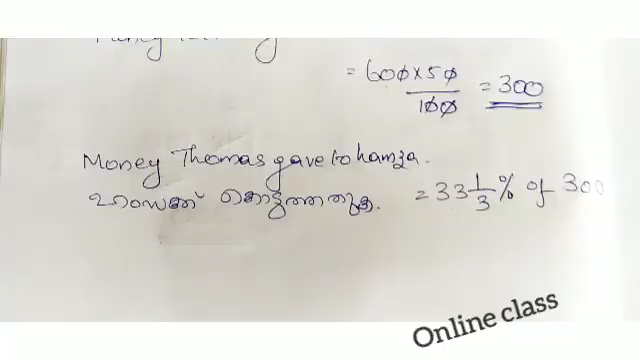 = 600×50
100
= 300
Money Thomas gave to hamza.
ഹംസക്ക് കൊടുത്തതുക. = 33 1/3 % of 300
Online class